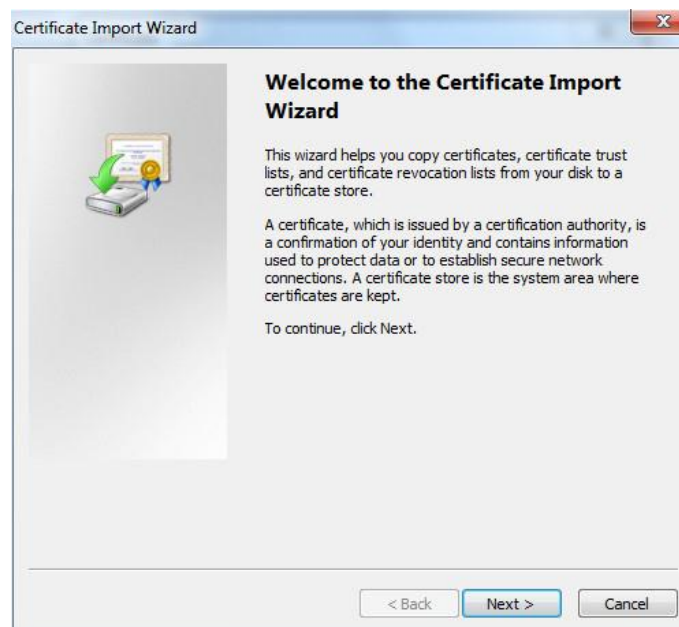 Certificate Import Wizard
X
Welcome to the Certificate Import
Wizard
This wizard helps you copy certificates, certificate trust
lists, and certificate revocation lists from your disk to a
certificate store.
A certificate, which is issued by a certification authority, is
a confirmation of your identity and contains information
used to protect data or to establish secure network
connections. A certificate store is the system area where
certificates are kept.
To continue, click Next.
< Back Next > Cancel